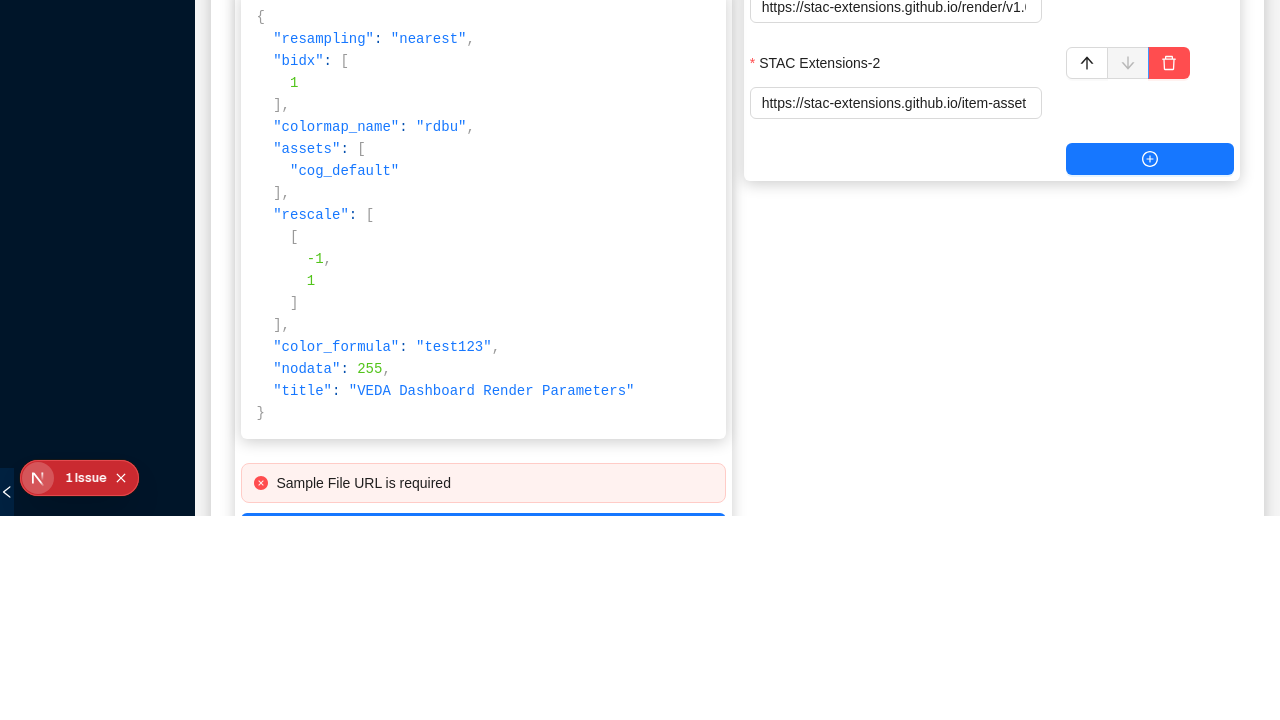 {
"resampling": "nearest",
"bidx": [
1
],
"colormap_name": "rdbu",
"assets": [
"cog_default"
],
"rescale": [
[
-1,
1
]
],
"color_formula": "test123",
"nodata": 255,
"title": "VEDA Dashboard Render Parameters"
}
Sample File URL is required
https://stac-extensions.github.io/render/v1.
* STAC Extensions-2
https://stac-extensions.github.io/item-asset
1 Issue